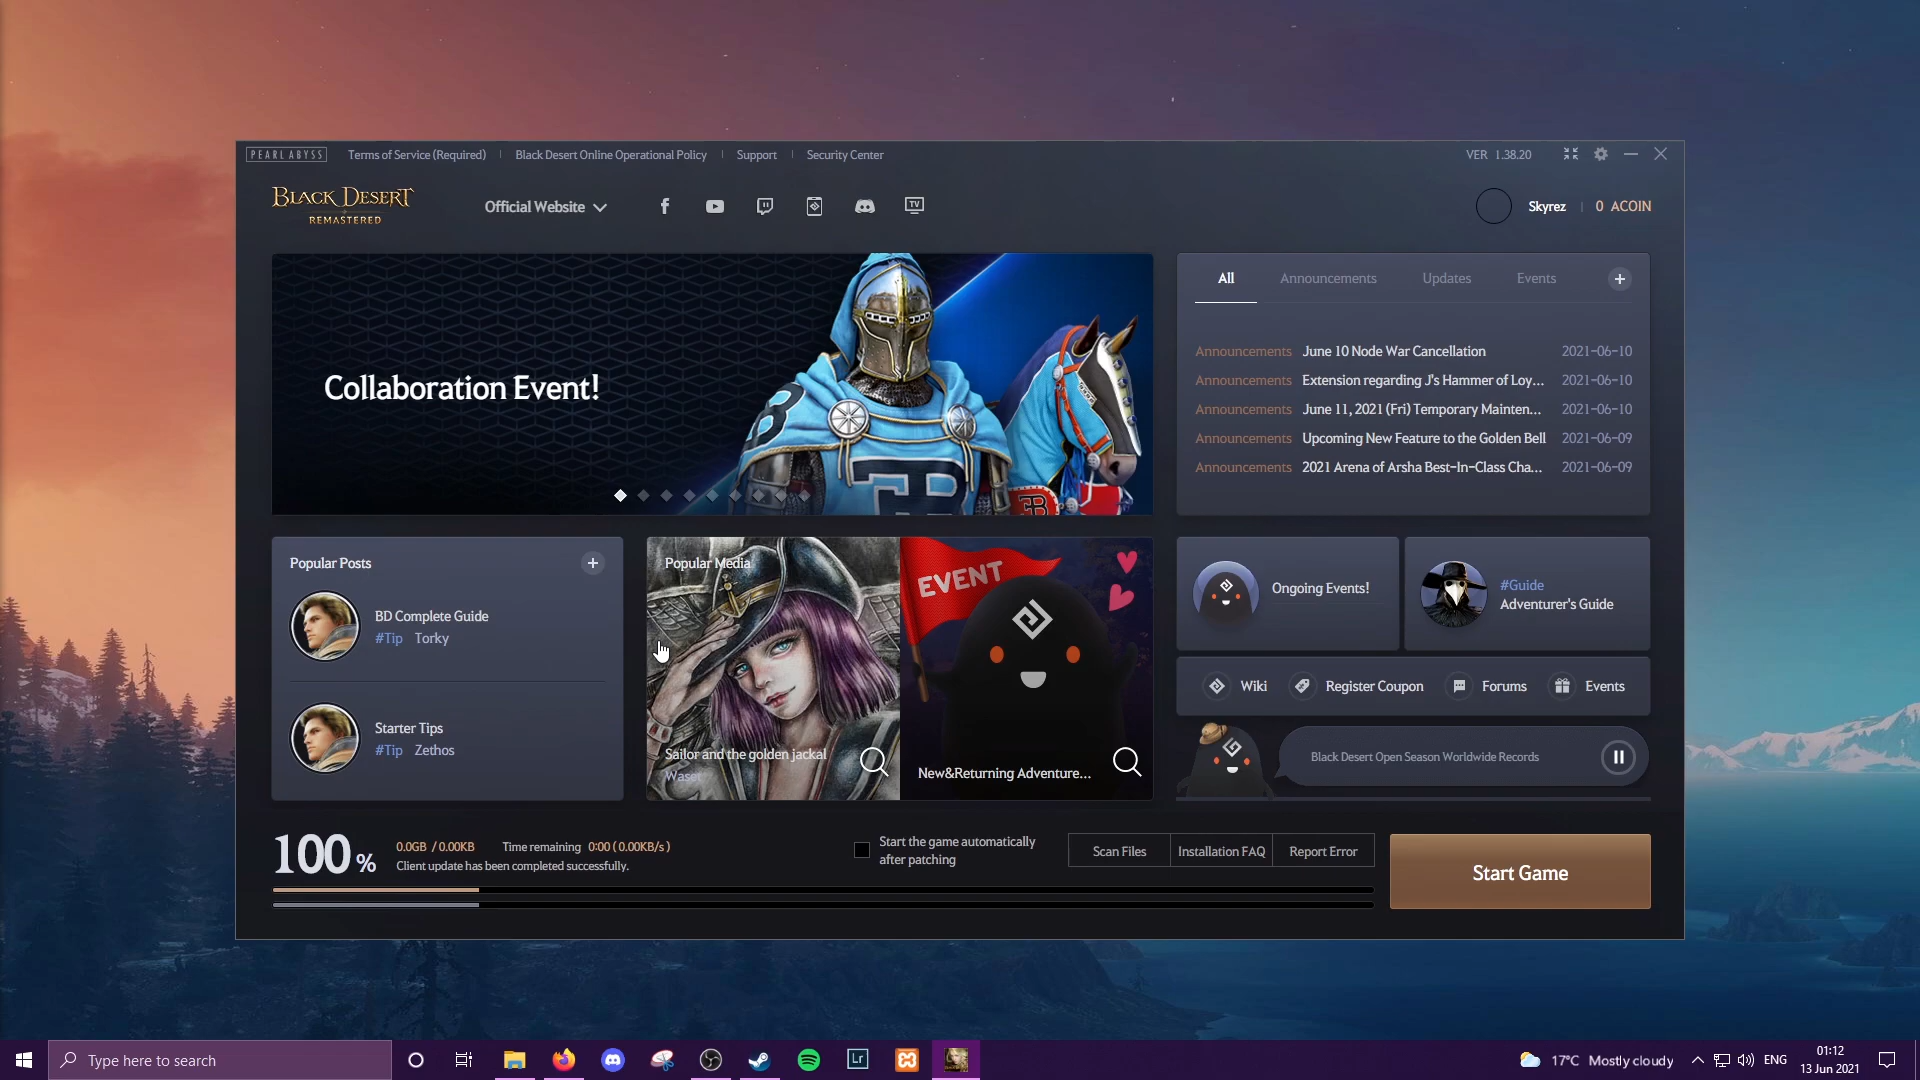 PEARL ABYSS
Terms of Service (Required)
Black Desert Online Operational Policy
Support
Security Center
VER 1.38.20
BLACK DESERT
REMASTERED
Official Website
TV
Skyrez
0 ACOIN
Collaboration Event!
All
Announcements
Updates
Events
Announcements June 10 Node War Cancellation 2021-06-10
Announcements Extension regarding J's Hammer of Loy... 2021-06-10
Announcements June 11, 2021 (Fri) Temporary Mainten... 2021-06-10
Announcements Upcoming New Feature to the Golden Bell 2021-06-09
Announcements 2021 Arena of Arsha Best-In-Class Cha... 2021-06-09
Popular Posts
BD Complete Guide
#Tip Torky
Starter Tips
#Tip Zethos
Popular Media
Sailor and the golden jackal
Waset
EVENT
New&Returning Adventure...
Ongoing Events!
#Guide
Adventurer's Guide
Wiki
Register Coupon
Forums
Events
Black Desert Open Season Worldwide Records
100 %
0.0GB / 0.00KB
Time remaining 0:00 ( 0.00KB/s )
Client update has been completed successfully.
Start the game automatically
after patching
Scan Files
Installation FAQ
Report Error
Start Game
Type here to search
Lr
17°C Mostly cloudy
ENG
01:12
13 Jun 2021